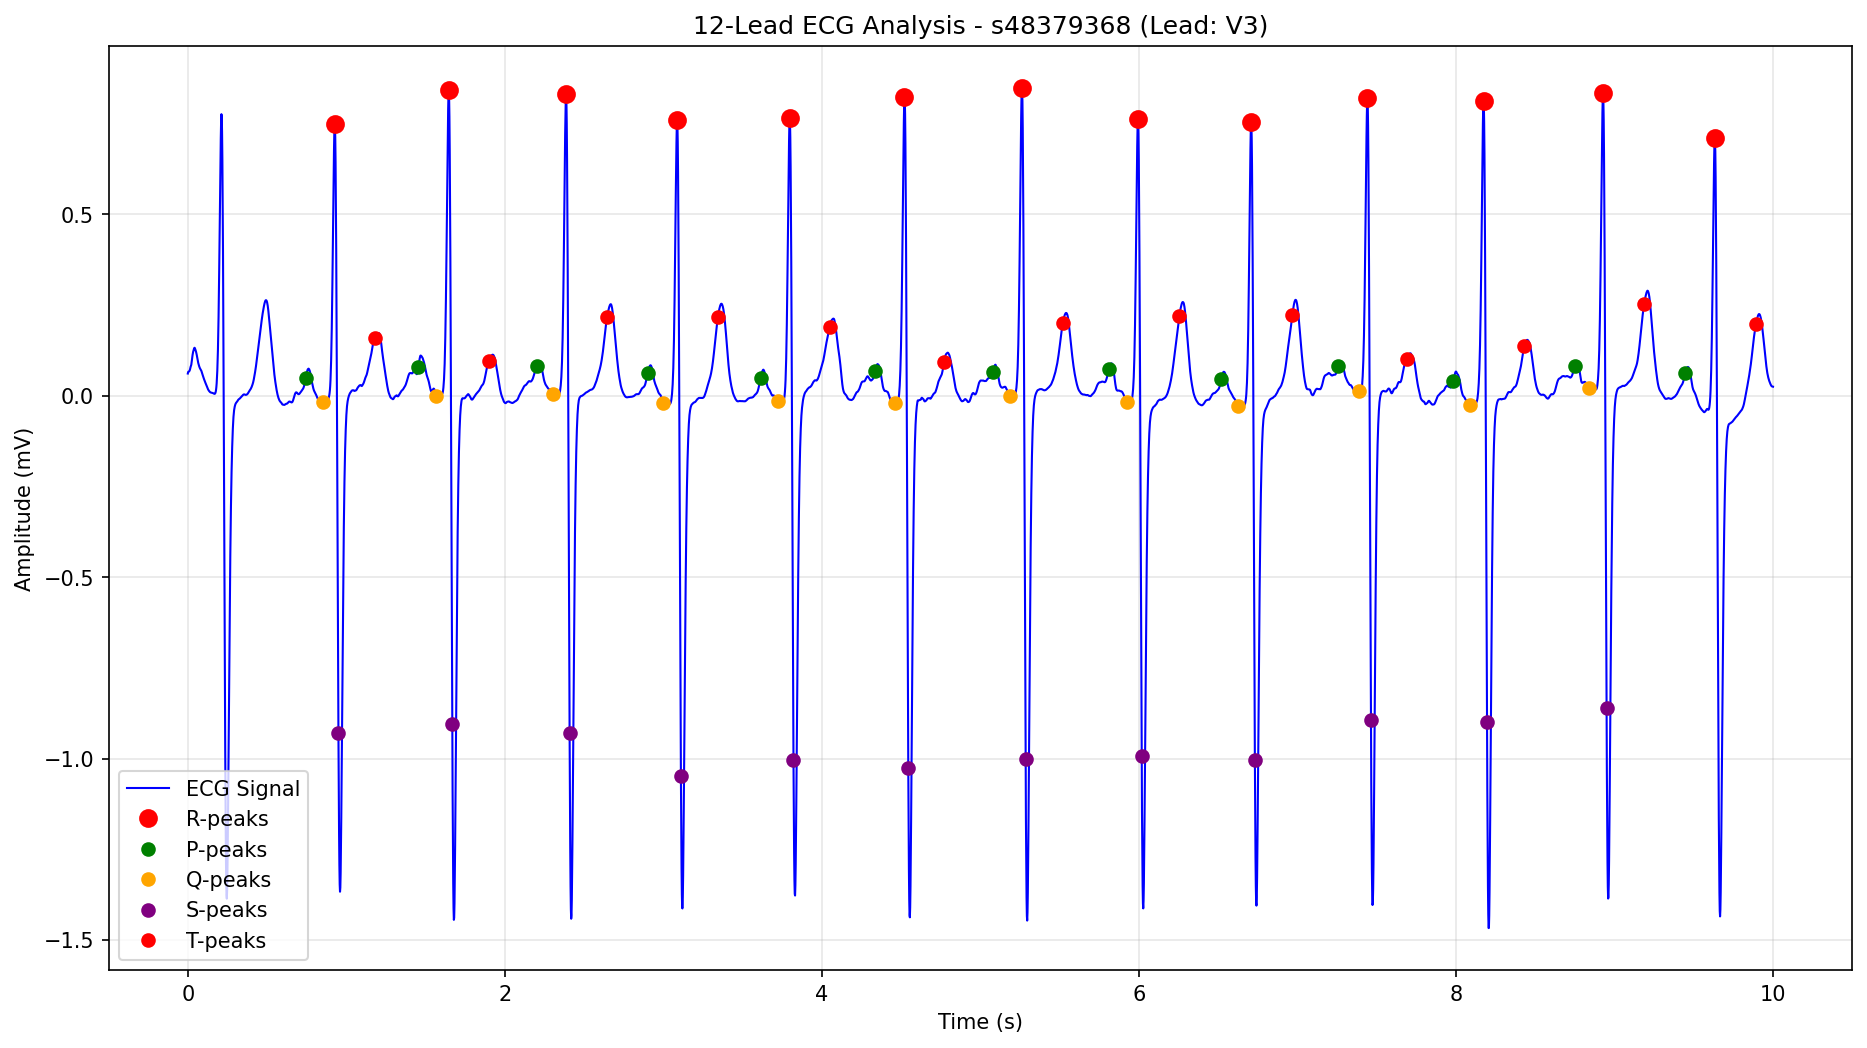 12-Lead ECG Analysis - s48379368 (Lead: V3)
Amplitude (mV)
0.5
0.0
−0.5
−1.0
−1.5
ECG Signal
R-peaks
P-peaks
Q-peaks
S-peaks
T-peaks
0 2 4 6 8 10
Time (s)